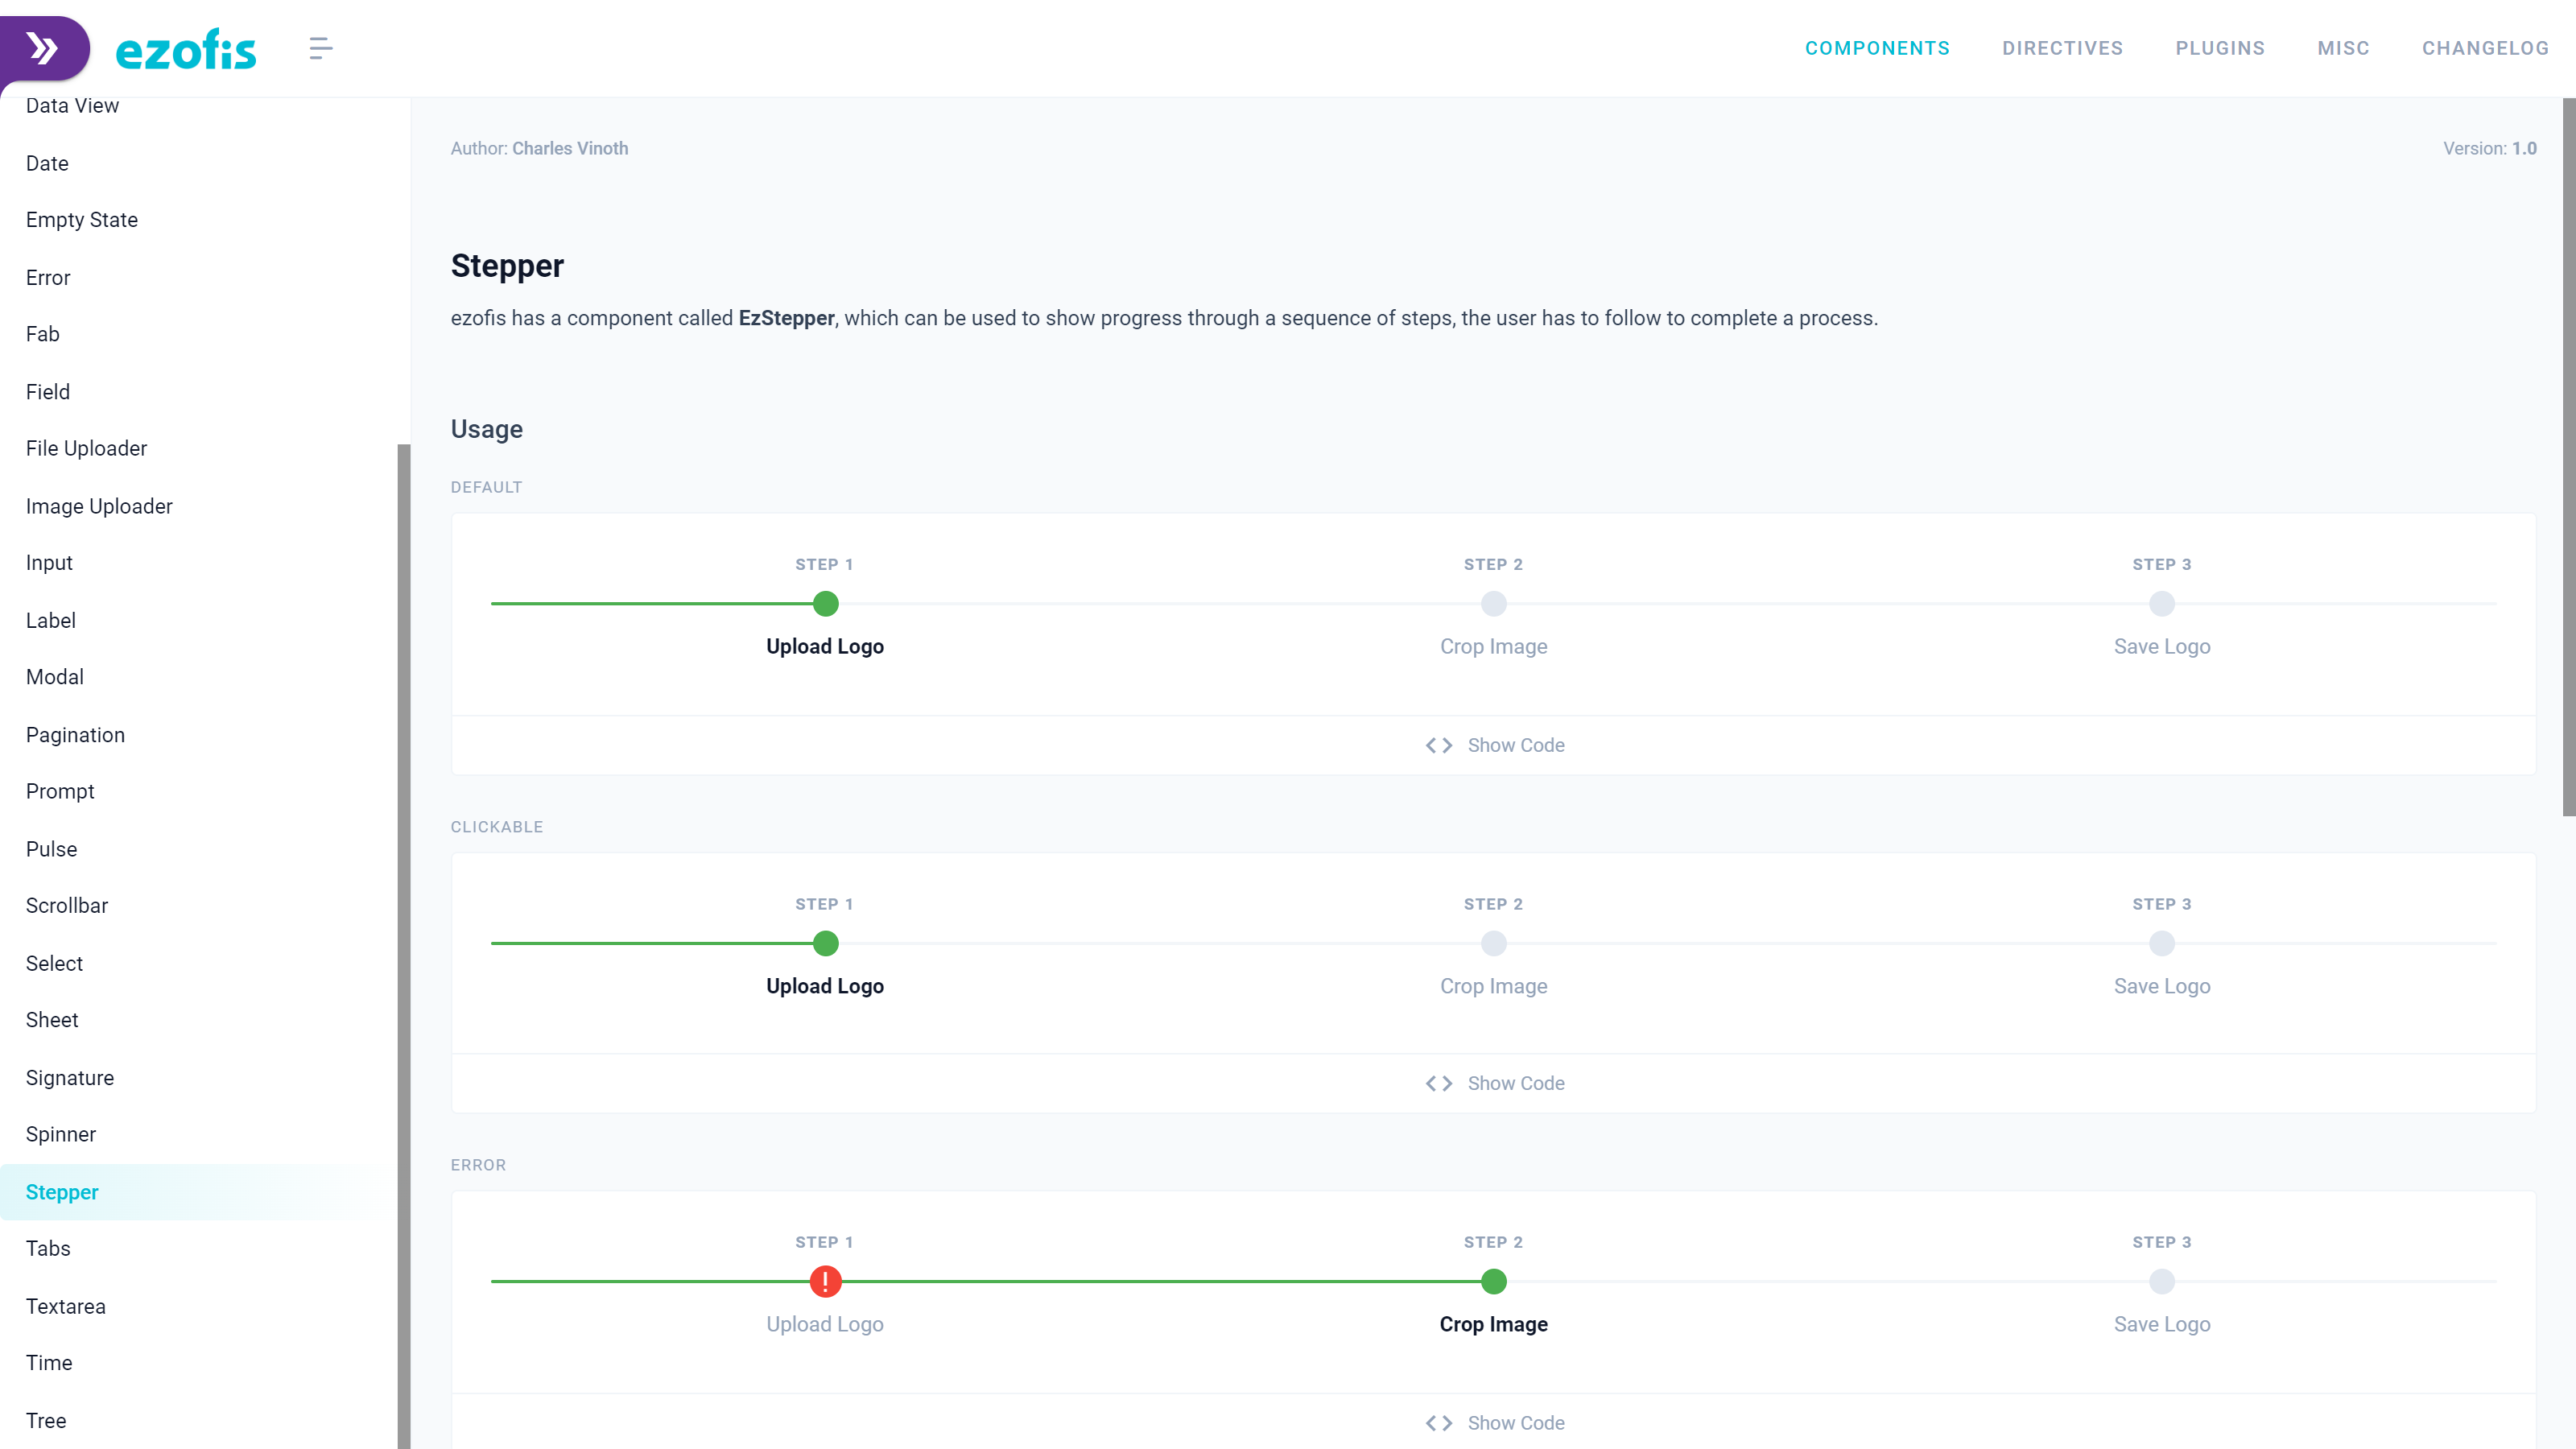 ezofis
COMPONENTS
DIRECTIVES
PLUGINS
MISC
CHANGELOG
Data View
Date
Empty State
Error
Fab
Field
File Uploader
Image Uploader
Input
Label
Modal
Pagination
Prompt
Pulse
Scrollbar
Select
Sheet
Signature
Spinner
Stepper
Tabs
Textarea
Time
Tree
Author: Charles Vinoth
Version: 1.0
Stepper
ezofis has a component called EzStepper, which can be used to show progress through a sequence of steps, the user has to follow to complete a process.
Usage
DEFAULT
STEP 1
STEP 2
STEP 3
Upload Logo
Crop Image
Save Logo
Show Code
CLICKABLE
STEP 1
STEP 2
STEP 3
Upload Logo
Crop Image
Save Logo
Show Code
ERROR
STEP 1
STEP 2
STEP 3
Upload Logo
Crop Image
Save Logo
Show Code